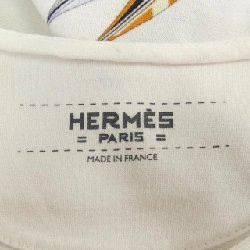 HERMÈS
= PARIS =
MADE IN FRANCE